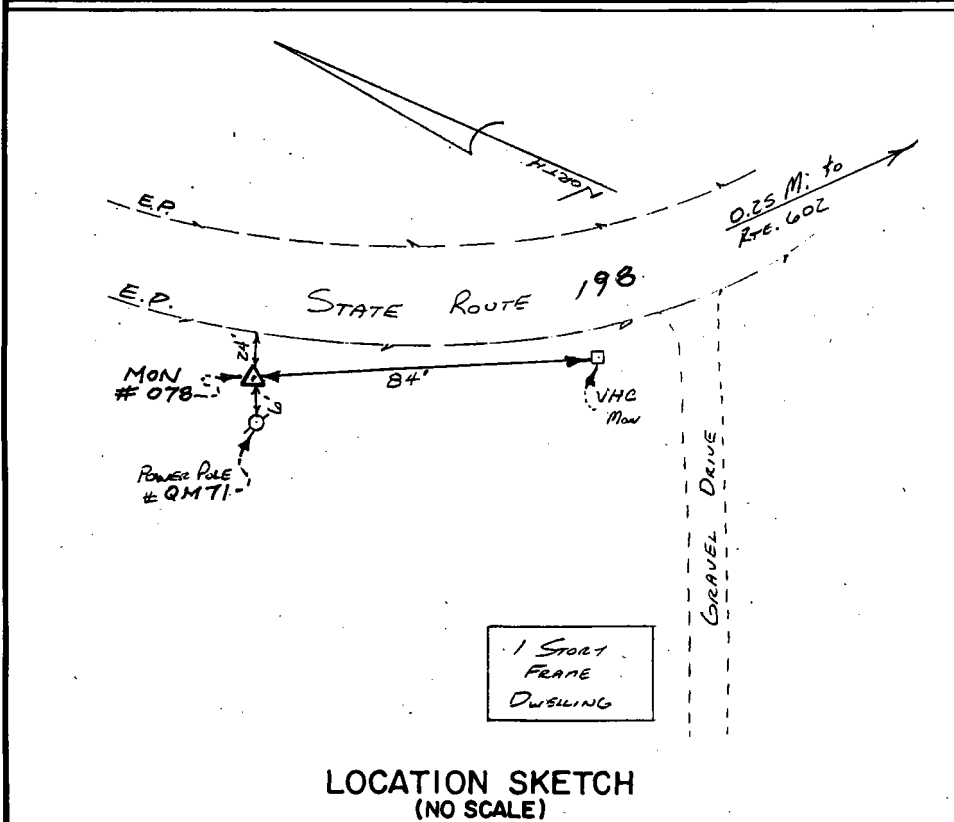 NORTH
0.25 Mi to
RTE. 602
E.P.
E.P.
STATE ROUTE 198
24'
MON
# 078
84'
6'
VHC
Mon
POWER POLE
# QM71
GRAVEL DRIVE
1 STORY
FRAME
DWELLING
LOCATION SKETCH
(NO SCALE)